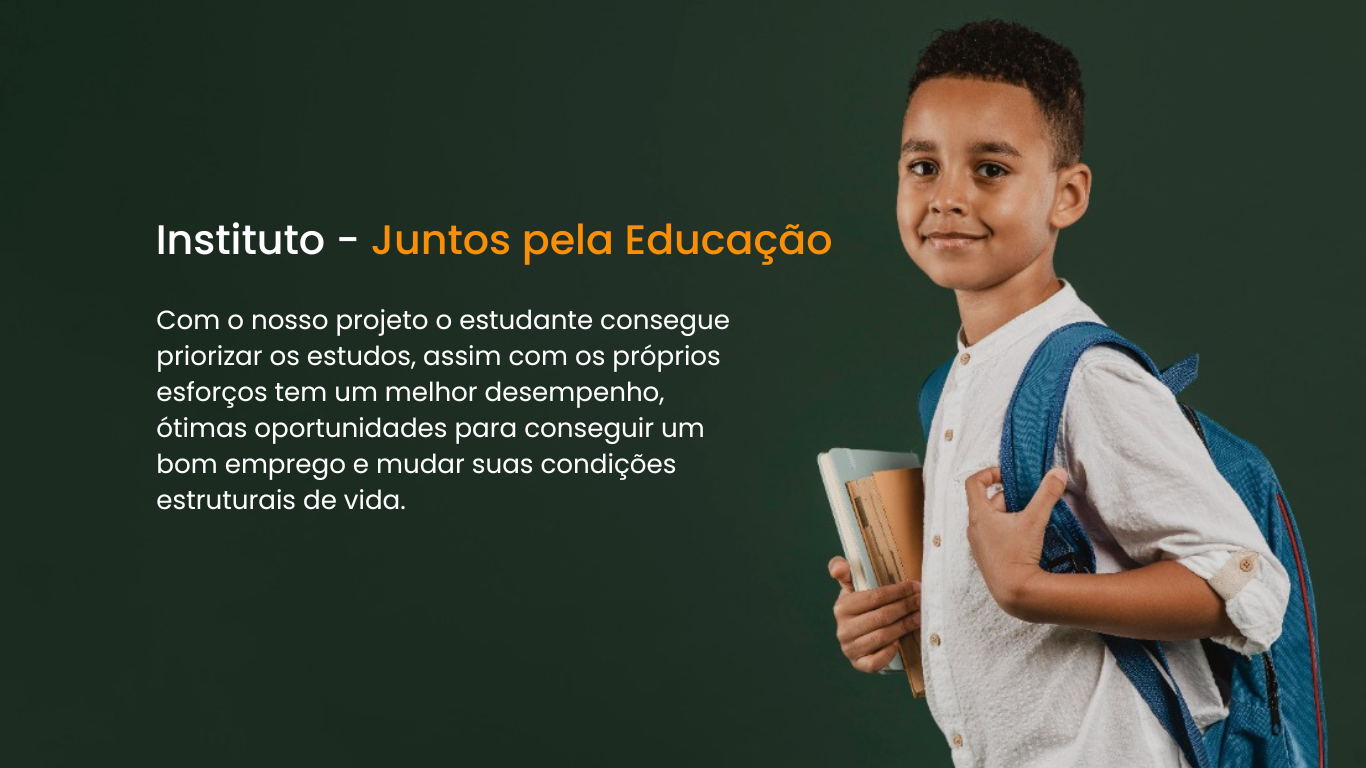 Instituto - Juntos pela Educação
Com o nosso projeto o estudante consegue
priorizar os estudos, assim com os próprios
esforços tem um melhor desempenho,
ótimas oportunidades para conseguir um
bom emprego e mudar suas condições
estruturais de vida.